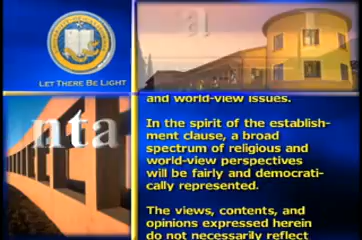 a
LET THERE BE LIGHT
nta
and world-view issues.
In the spirit of the establish-
ment clause, a broad
spectrum of religious and
world-view perspectives
will be fairly and democrati-
cally represented.
The views, contents, and
opinions expressed herein
do not necessarily reflect